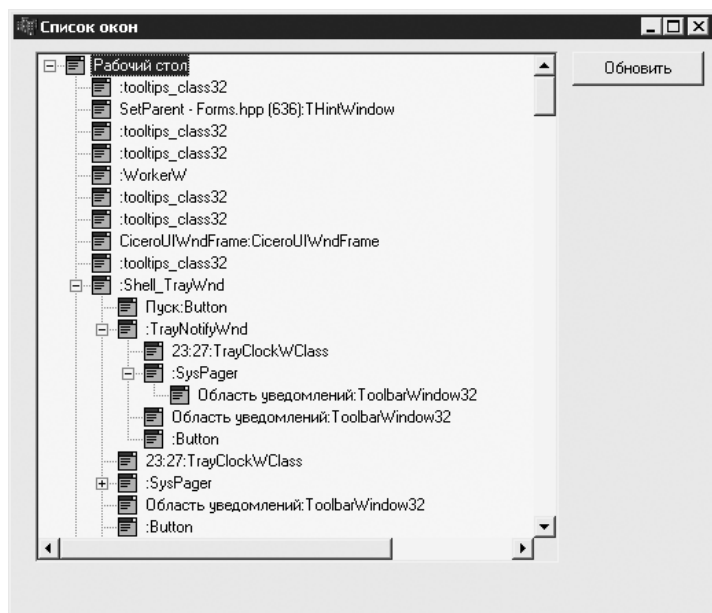 Список окон
Рабочий стол
Обновить
:tooltips_class32
SetParent - Forms.hpp (636):THintWindow
:tooltips_class32
:tooltips_class32
:WorkerW
:tooltips_class32
:tooltips_class32
CiceroUIWndFrame:CiceroUIWndFrame
:tooltips_class32
:Shell_TrayWnd
Пуск:Button
:TrayNotifyWnd
23:27:TrayClockWClass
:SysPager
Область уведомлений:ToolbarWindow32
Область уведомлений:ToolbarWindow32
:Button
23:27:TrayClockWClass
:SysPager
Область уведомлений:ToolbarWindow32
:Button